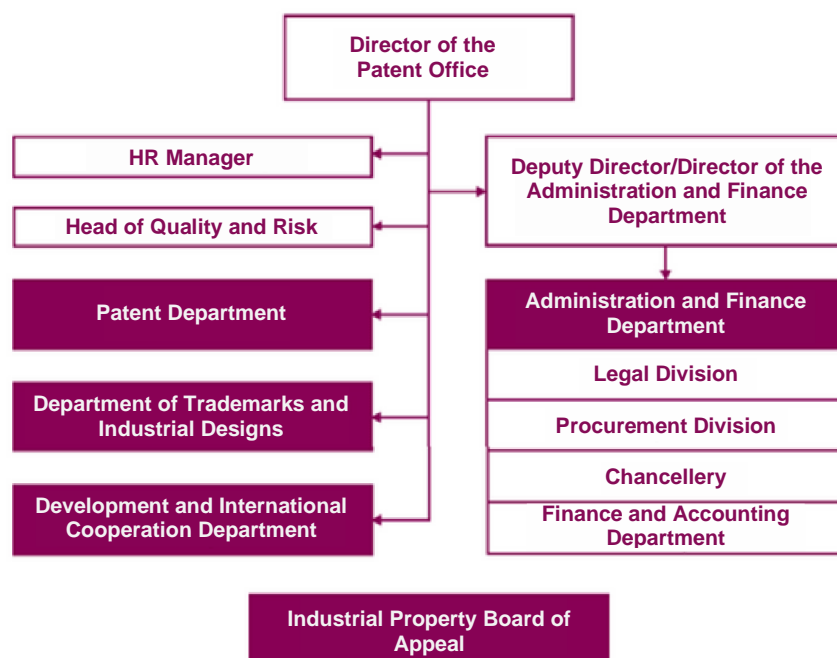 Director of the
Patent Office
HR Manager
Head of Quality and Risk
Patent Department
Department of Trademarks and
Industrial Designs
Development and International
Cooperation Department
Deputy Director/Director of the
Administration and Finance
Department
Administration and Finance
Department
Legal Division
Procurement Division
Chancellery
Finance and Accounting
Department
Industrial Property Board of
Appeal